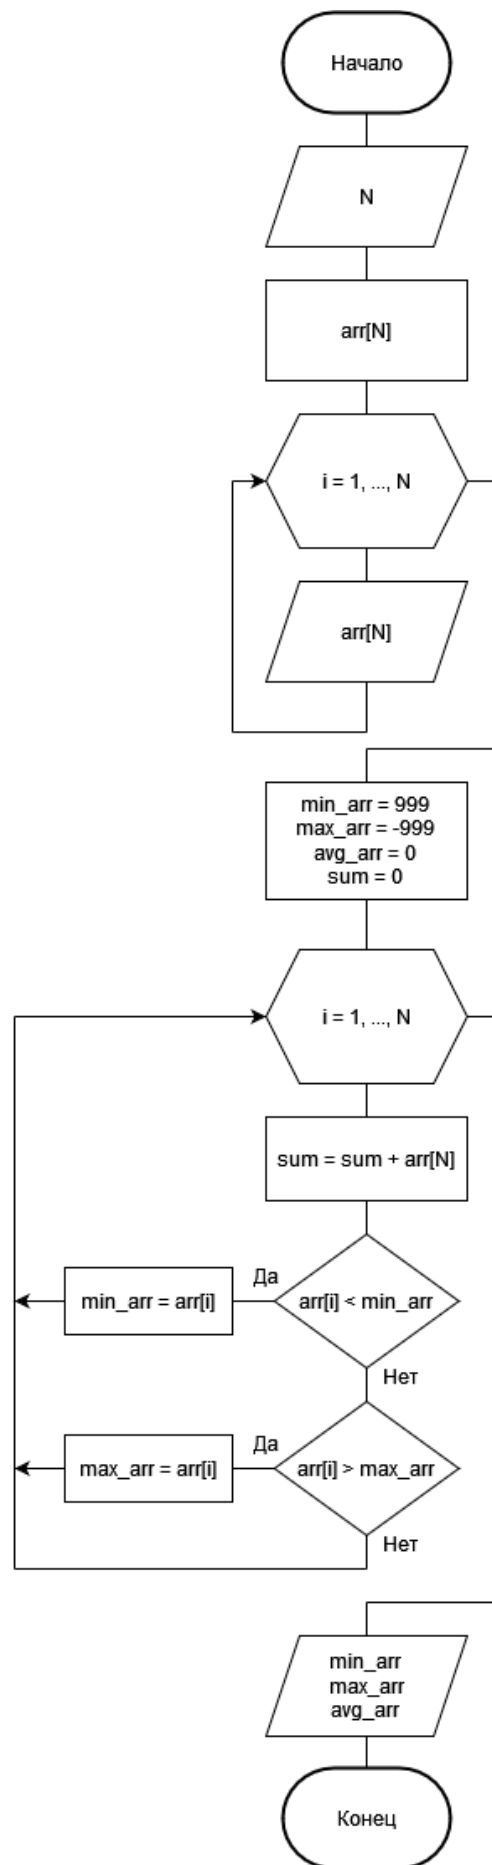 Начало
N
arr[N]
i = 1, ..., N
arr[N]
min_arr = 999
max_arr = -999
avg_arr = 0
sum = 0
i = 1, ..., N
sum = sum + arr[N]
arr[i] < min_arr
Да
min_arr = arr[i]
Нет
arr[i] > max_arr
Да
max_arr = arr[i]
Нет
min_arr
max_arr
avg_arr
Конец